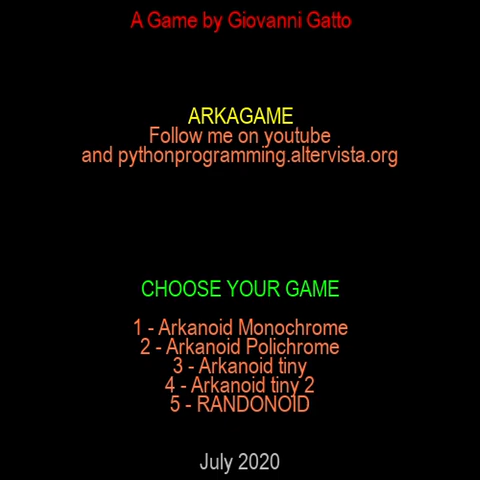 A Game by Giovanni Gatto
ARKAGAME
Follow me on youtube
and pythonprogramming.altervista.org
CHOOSE YOUR GAME
1 - Arkanoid Monochrome
2 - Arkanoid Polichrome
3 - Arkanoid tiny
4 - Arkanoid tiny 2
5 - RANDONOID
July 2020